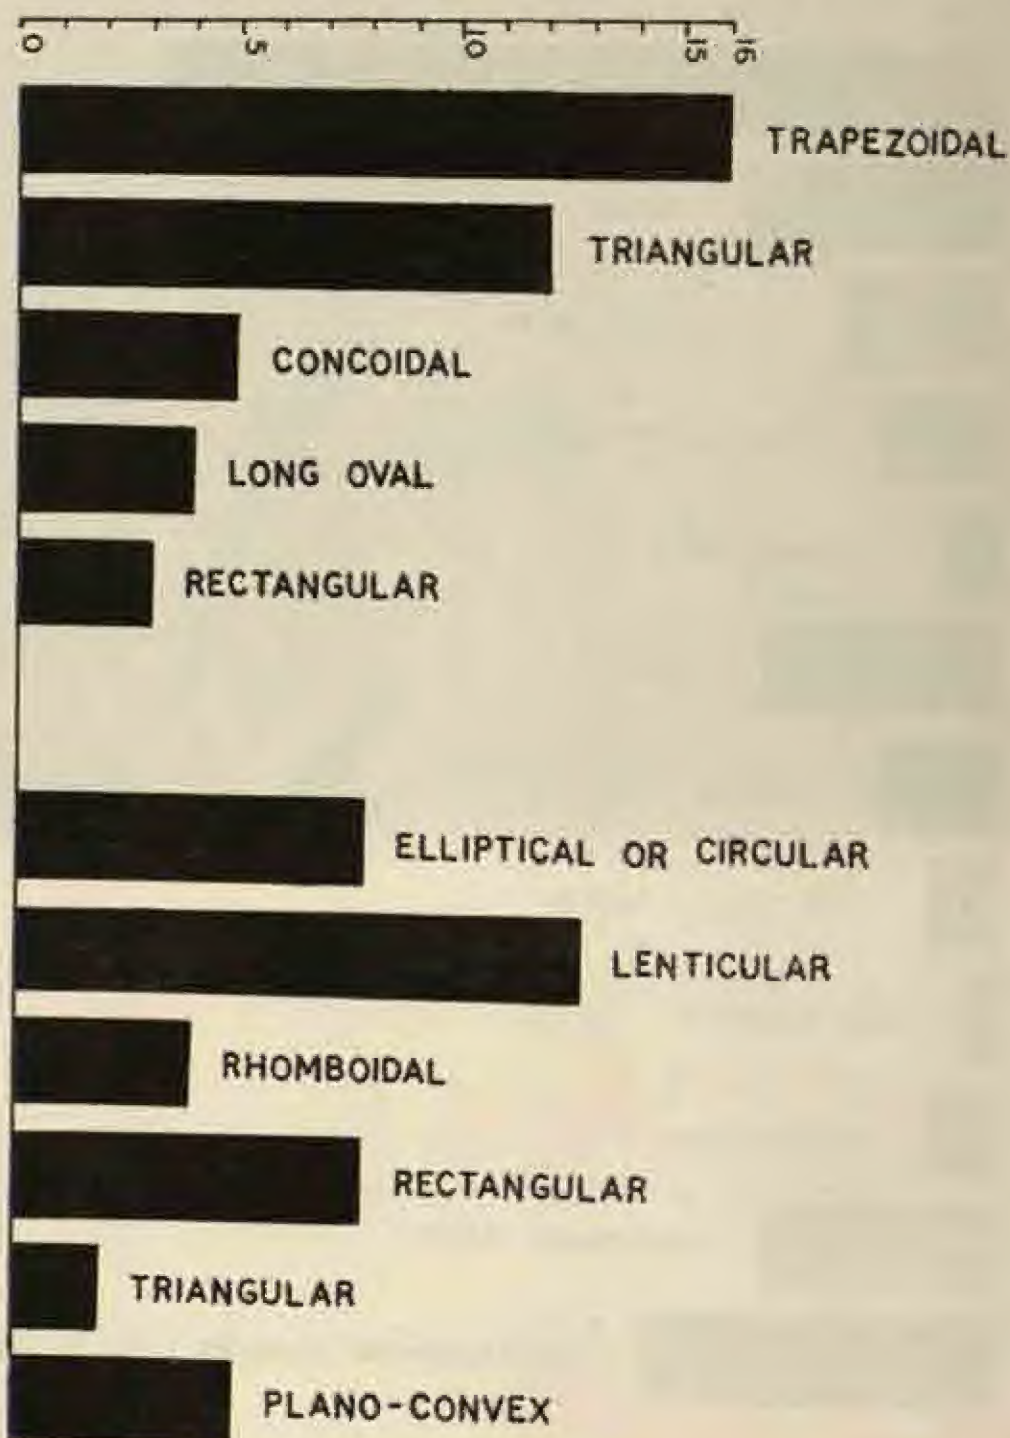 0 5 10 15 16
TRAPEZOIDAL
TRIANGULAR
CONCOIDAL
LONG OVAL
RECTANGULAR
ELLIPTICAL OR CIRCULAR
LENTICULAR
RHOMBOIDAL
RECTANGULAR
TRIANGULAR
PLANO-CONVEX